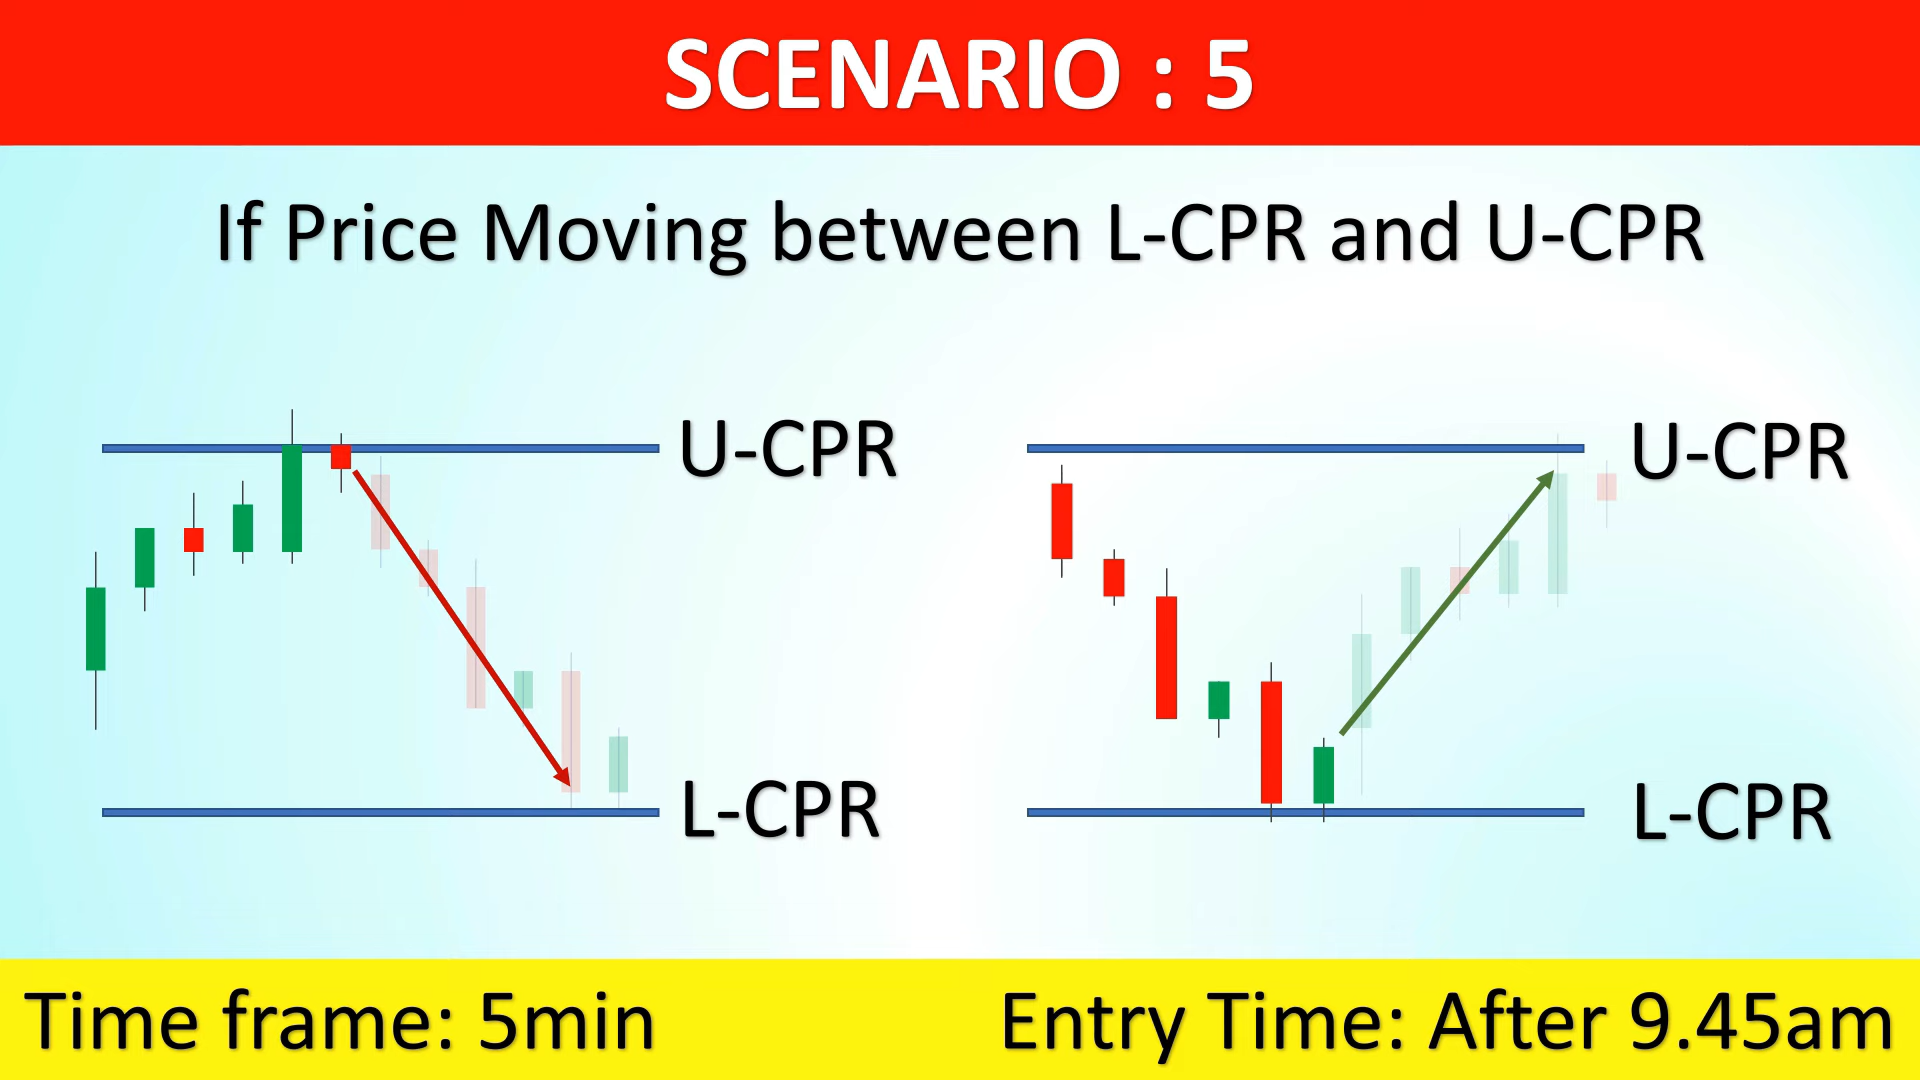 SCENARIO : 5
If Price Moving between L-CPR and U-CPR
U-CPR
L-CPR
U-CPR
L-CPR
Time frame: 5min
Entry Time: After 9.45am